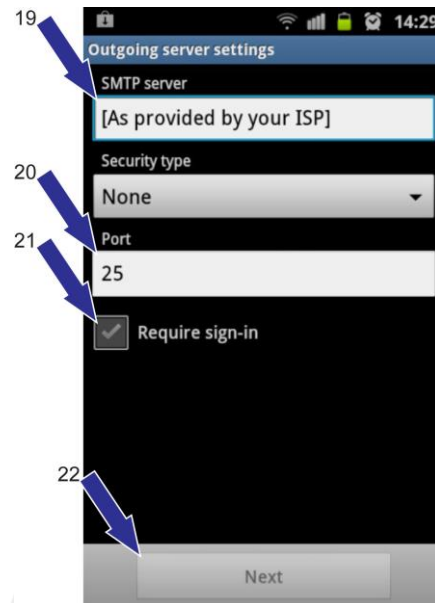 19
14:29
Outgoing server settings
SMTP server
[As provided by your ISP]
Security type
20
None
21
Port
25
Require sign-in
22
Next